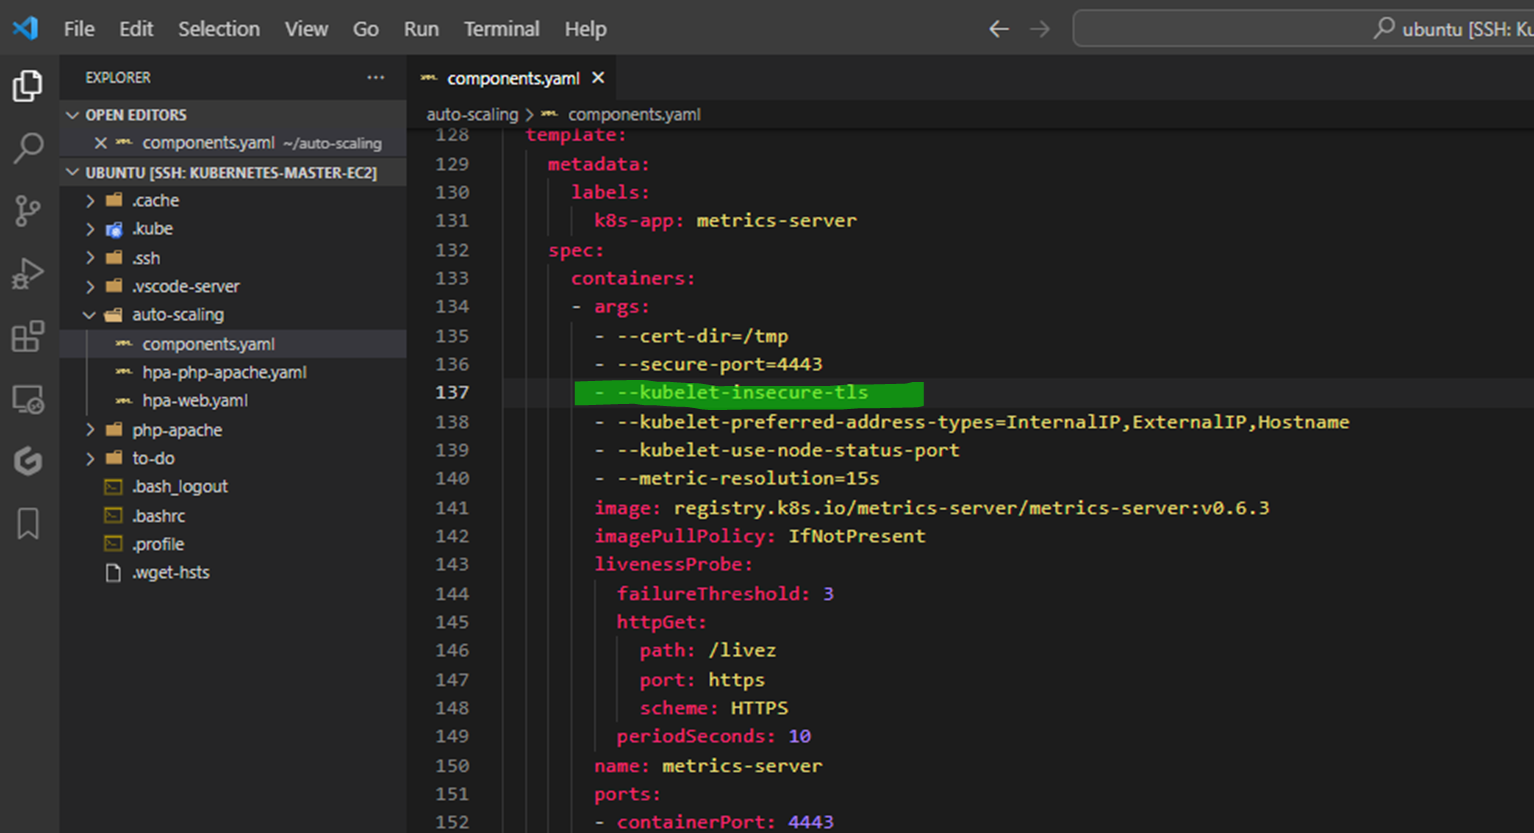 File Edit Selection View Go Run Terminal Help
ubuntu [SSH: Ku
EXPLORER
OPEN EDITORS
components.yaml ~/auto-scaling
UBUNTU [SSH: KUBERNETES-MASTER-EC2]
.cache
.kube
.ssh
.vscode-server
auto-scaling
components.yaml
hpa-php-apache.yaml
hpa-web.yaml
php-apache
to-do
.bash_logout
.bashrc
.profile
.wget-hsts
components.yaml
auto-scaling > components.yaml
128 template:
129 metadata:
130 labels:
131 k8s-app: metrics-server
132 spec:
133 containers:
134 - args:
135 - --cert-dir=/tmp
136 - --secure-port=4443
137 - --kubelet-insecure-tls
138 - --kubelet-preferred-address-types=InternalIP,ExternalIP,Hostname
139 - --kubelet-use-node-status-port
140 - --metric-resolution=15s
141 image: registry.k8s.io/metrics-server/metrics-server:v0.6.3
142 imagePullPolicy: IfNotPresent
143 livenessProbe:
144 failureThreshold: 3
145 httpGet:
146 path: /livez
147 port: https
148 scheme: HTTPS
149 periodSeconds: 10
150 name: metrics-server
151 ports:
152 - containerPort: 4443